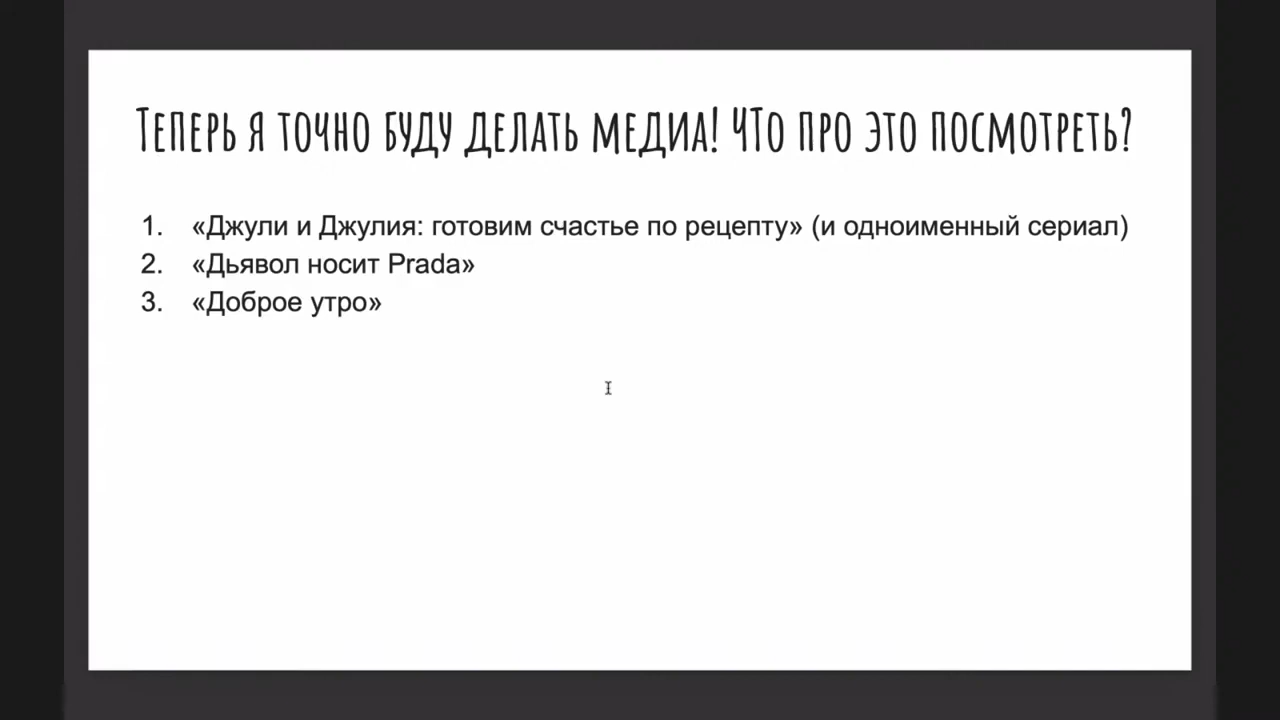 Теперь я точно буду делать медиа! Что про это посмотреть?
1. «Джули и Джулия: готовим счастье по рецепту» (и одноименный сериал)
2. «Дьявол носит Prada»
3. «Доброе утро»